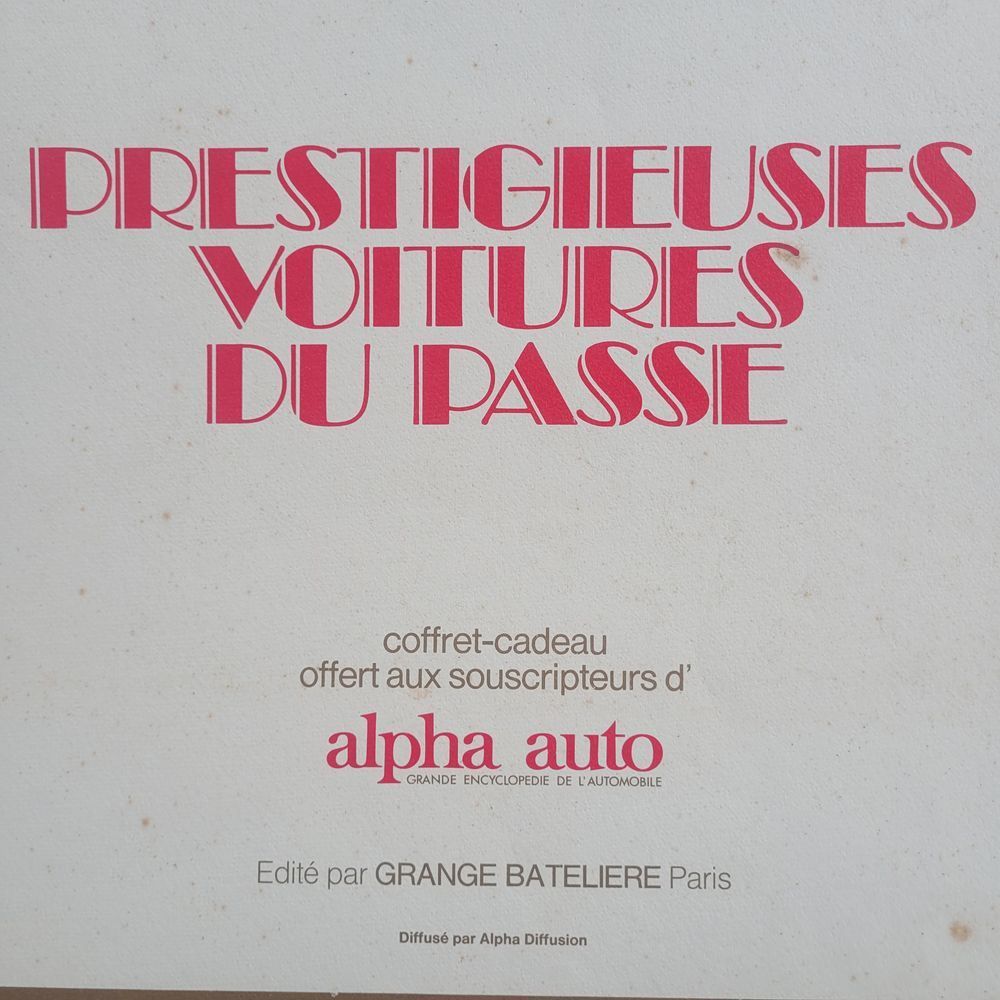 PRESTIGIEUSES
VOITURES
DU PASSE
coffret-cadeau
offert aux souscripteurs d'
alpha auto
GRANDE ENCYCLOPEDIE DE L'AUTOMOBILE
Edité par GRANGE BATELIERE Paris
Diffusé par Alpha Diffusion